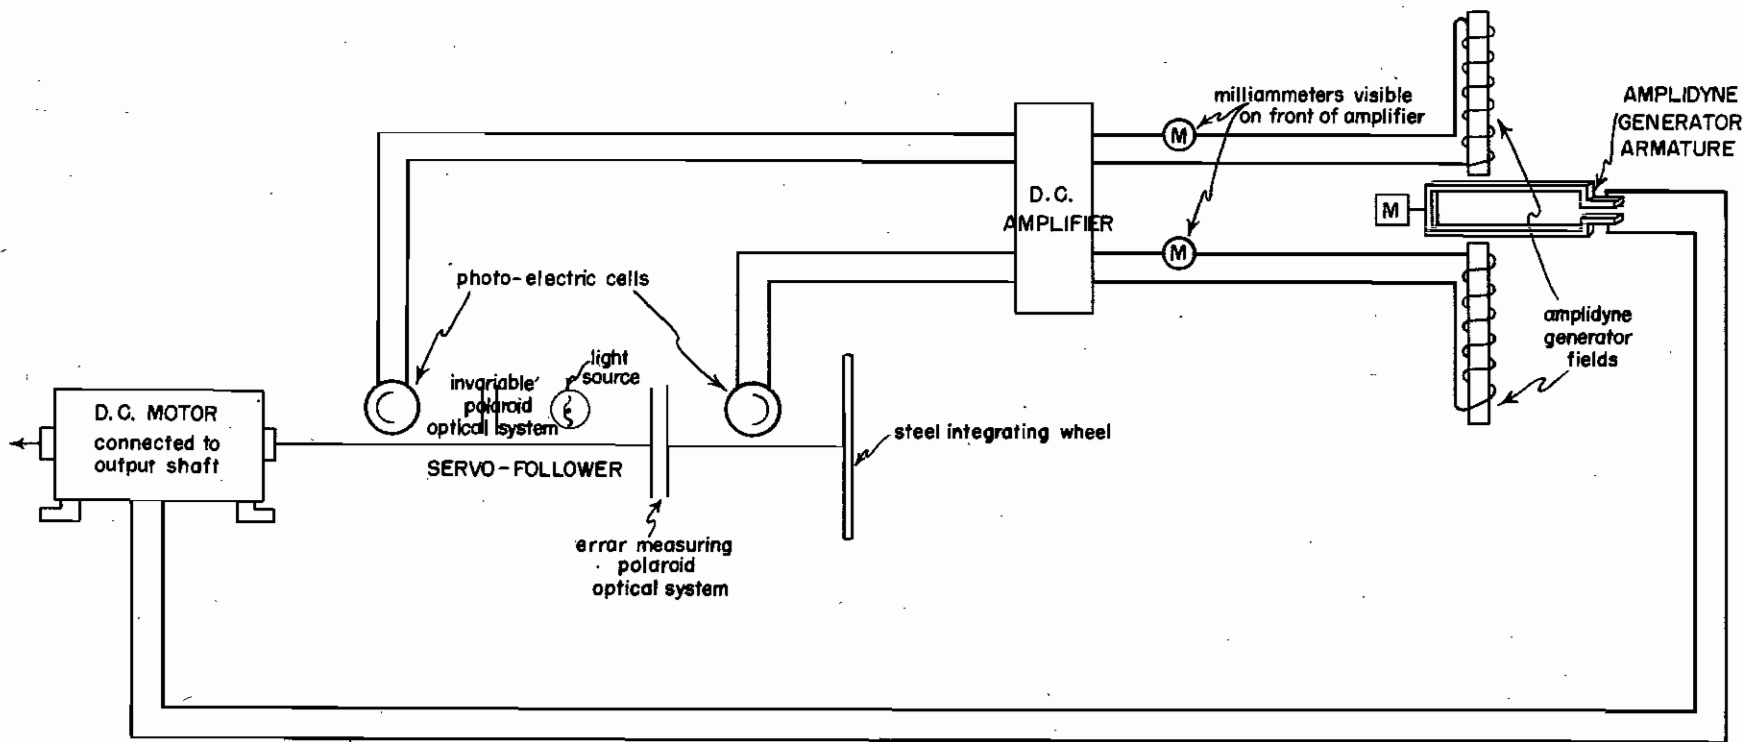 milliammeters visible
on front of amplifier
AMPLIDYNE
GENERATOR
ARMATURE
M
D.C.
AMPLIFIER
M
M
photo-electric cells
amplidyne
generator
fields
light
source
invariable
polaroid
optical system
D.C. MOTOR
connected to
output shaft
steel integrating wheel
SERVO-FOLLOWER
errar measuring
polaroid
optical system